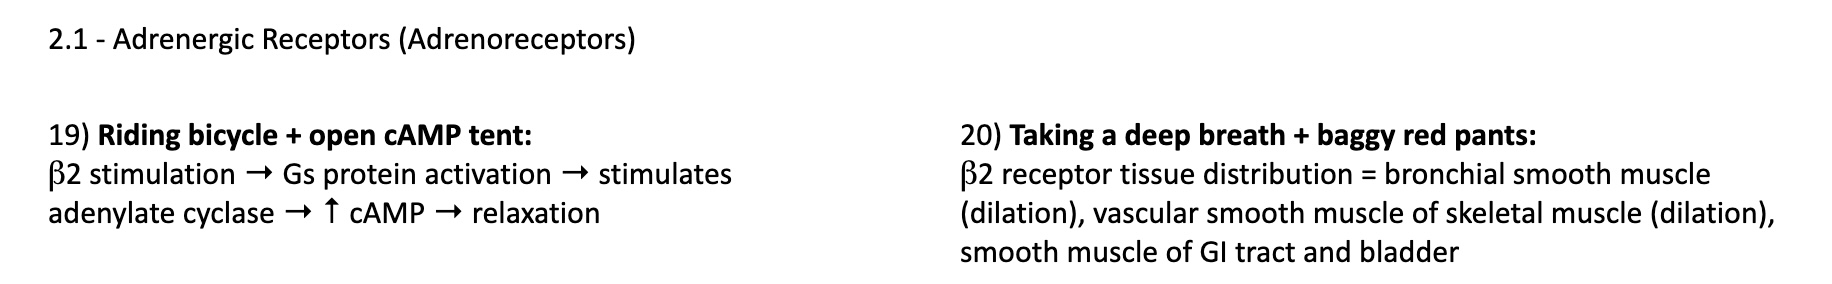 2.1 - Adrenergic Receptors (Adrenoreceptors)
19) Riding bicycle + open cAMP tent:
β2 stimulation → Gs protein activation → stimulates
adenylate cyclase → ↑ cAMP → relaxation
20) Taking a deep breath + baggy red pants:
β2 receptor tissue distribution = bronchial smooth muscle
(dilation), vascular smooth muscle of skeletal muscle (dilation),
smooth muscle of GI tract and bladder